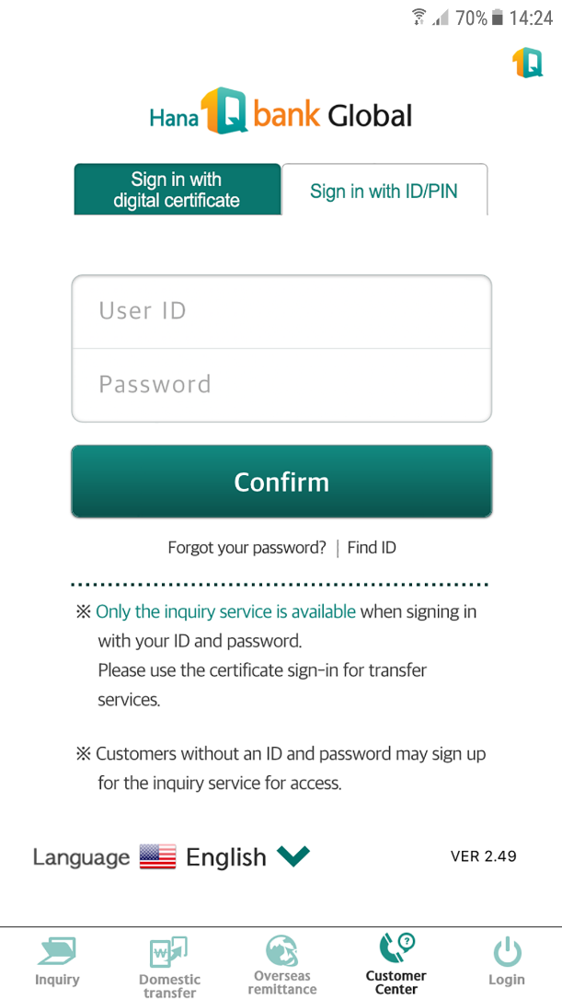 70% 14:24
1Q
Hana 1Q bank Global
Sign in with
digital certificate
Sign in with ID/PIN
User ID
Password
Confirm
Forgot your password? | Find ID
※ Only the inquiry service is available when signing in
with your ID and password.
Please use the certificate sign-in for transfer
services.
※ Customers without an ID and password may sign up
for the inquiry service for access.
Language English
VER 2.49
Inquiry
Domestic
transfer
Overseas
remittance
Customer
Center
Login